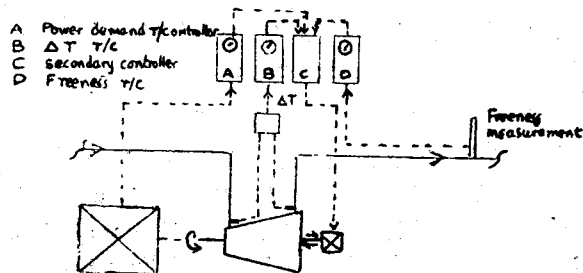 A Power demand T/controller
B ΔT T/C
C Secondary controller
D Freeness T/C
A B C D
ΔT
Freeness
measurement